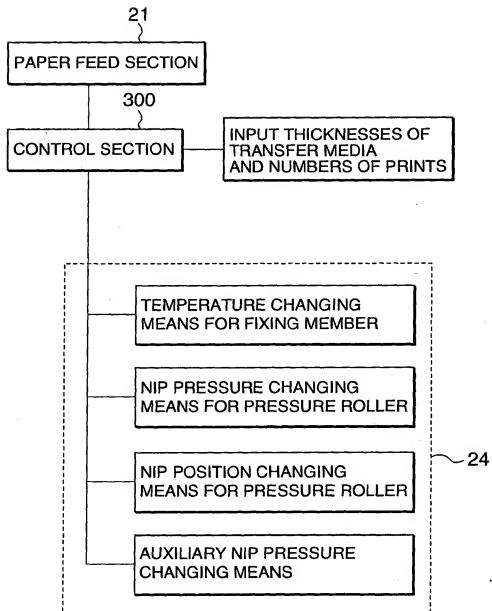 21
PAPER FEED SECTION
300
CONTROL SECTION
INPUT THICKNESSES OF
TRANSFER MEDIA
AND NUMBERS OF PRINTS
TEMPERATURE CHANGING
MEANS FOR FIXING MEMBER
NIP PRESSURE CHANGING
MEANS FOR PRESSURE ROLLER
NIP POSITION CHANGING
MEANS FOR PRESSURE ROLLER
24
AUXILIARY NIP PRESSURE
CHANGING MEANS